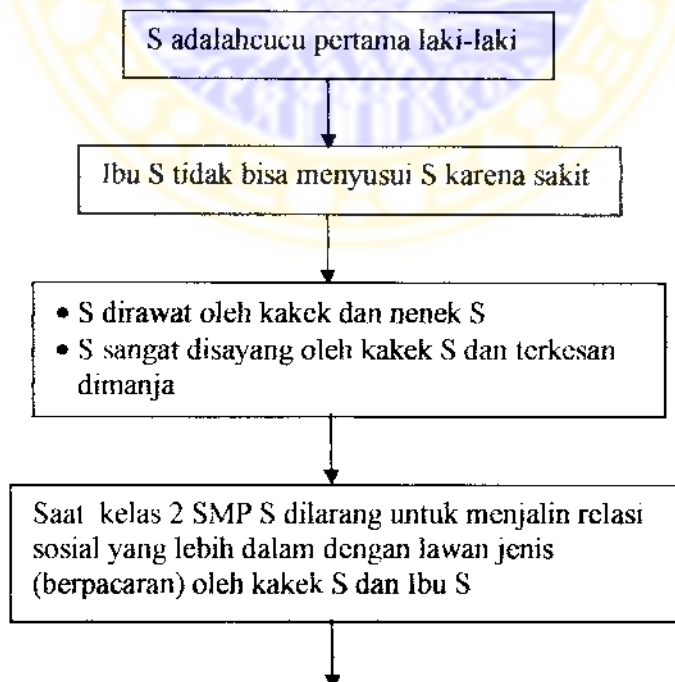 S adalahcucu pertama laki-laki
Ibu S tidak bisa menyusui S karena sakit
• S dirawat oleh kakek dan nenek S
• S sangat disayang oleh kakek S dan terkesan
dimanja
Saat kelas 2 SMP S dilarang untuk menjalin relasi
sosial yang lebih dalam dengan lawan jenis
(berpacaran) oleh kakek S dan Ibu S